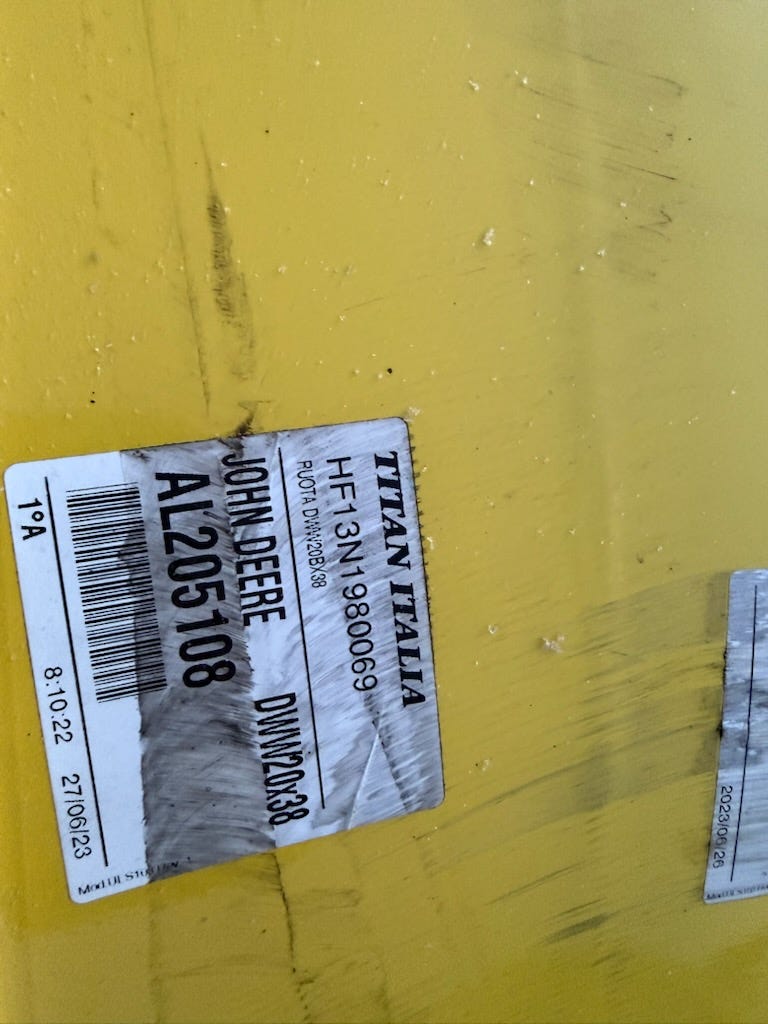 TITAN ITALIA
HF13N1980069
RUOTA DWW20BX38
JOHN DEERE DWW20x38
AL205108
1°A 8:10:22 27/06/23
2023/06/26